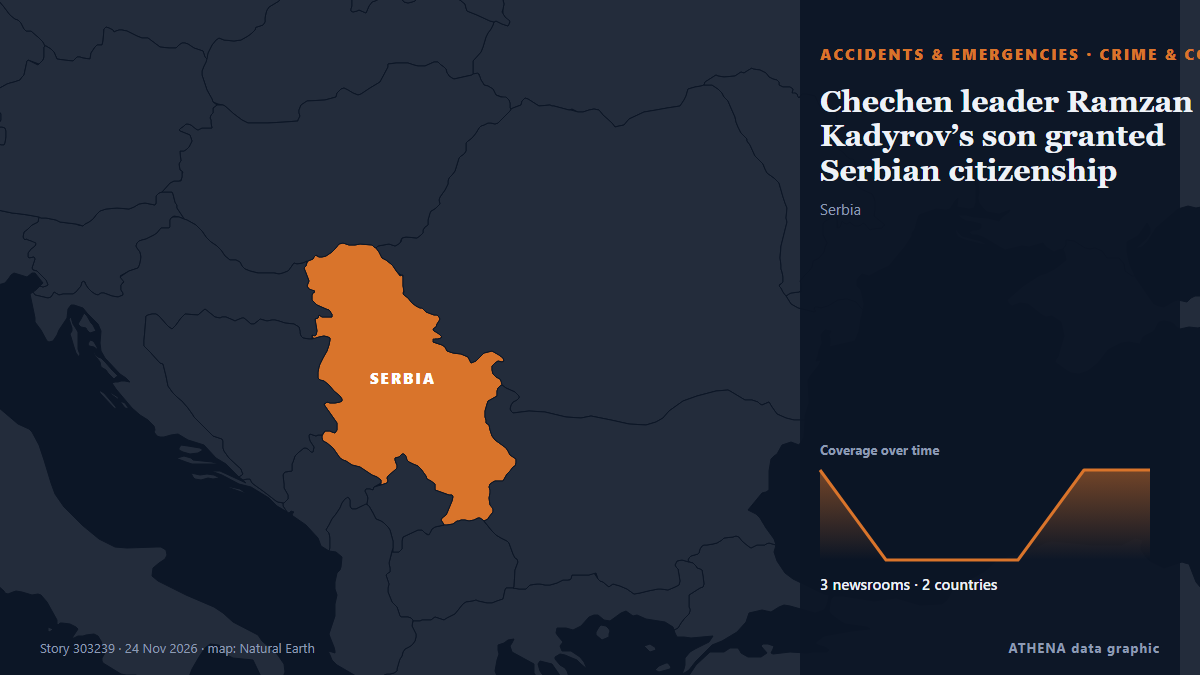 ACCIDENTS & EMERGENCIES · CRIME &
Chechen leader Ramzan
Kadyrov’s son granted
Serbian citizenship
Serbia
SERBIA
Coverage over time
3 newsrooms · 2 countries
Story 303239 · 24 Nov 2026 · map: Natural Earth
ATHENA data graphic